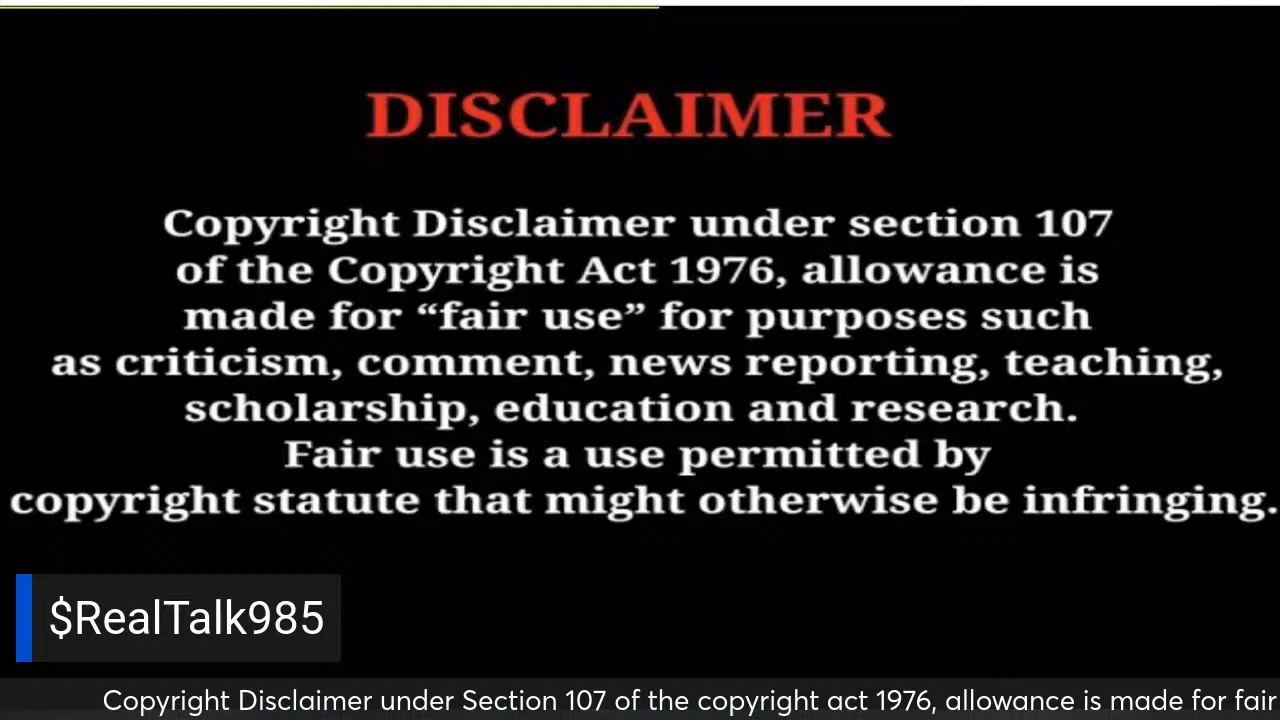 DISCLAIMER
Copyright Disclaimer under section 107
of the Copyright Act 1976, allowance is
made for “fair use” for purposes such
as criticism, comment, news reporting, teaching,
scholarship, education and research.
Fair use is a use permitted by
copyright statute that might otherwise be infringing.
$RealTalk985
Copyright Disclaimer under Section 107 of the copyright act 1976, allowance is made for fair